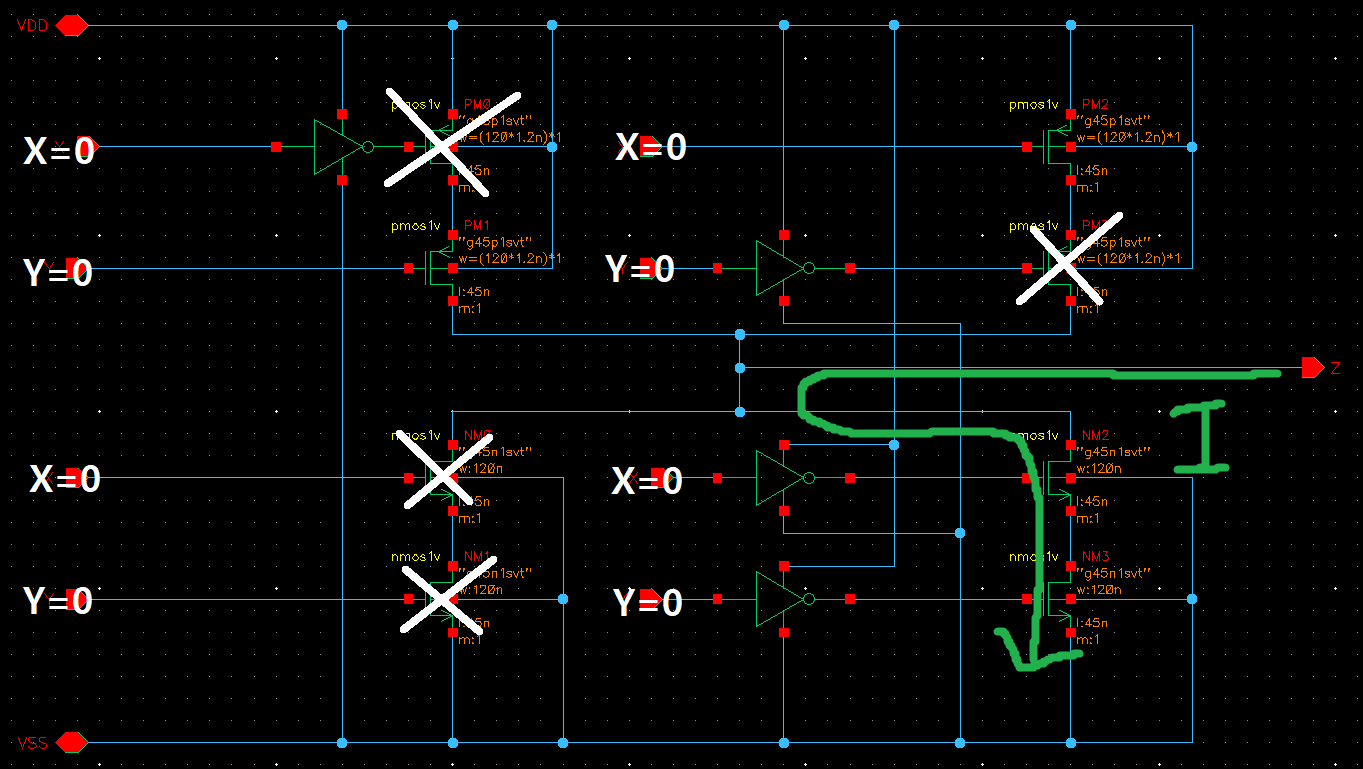 VDD
pmos1v PM0
"g45p1svt"
w=(120*1.2n)*1
l:45n
m:1
X=0
pmos1v PM2
"g45p1svt"
w=(120*1.2n)*1
l:45n
m:1
X=0
pmos1v PM1
"g45p1svt"
w=(120*1.2n)*1
l:45n
m:1
Y=0
pmos1v
"g45p1svt"
w=(120*1.2n)*1
l:45n
m:1
Y=0
Z
I
nmos1v NM0
"g45n1svt"
w:120n
l:45n
m:1
X=0
nmos1v NM2
"g45n1svt"
w:120n
l:45n
m:1
X=0
nmos1v NM1
"g45n1svt"
w:120n
l:45n
m:1
Y=0
nmos1v NM3
"g45n1svt"
w:120n
l:45n
m:1
Y=0
VSS